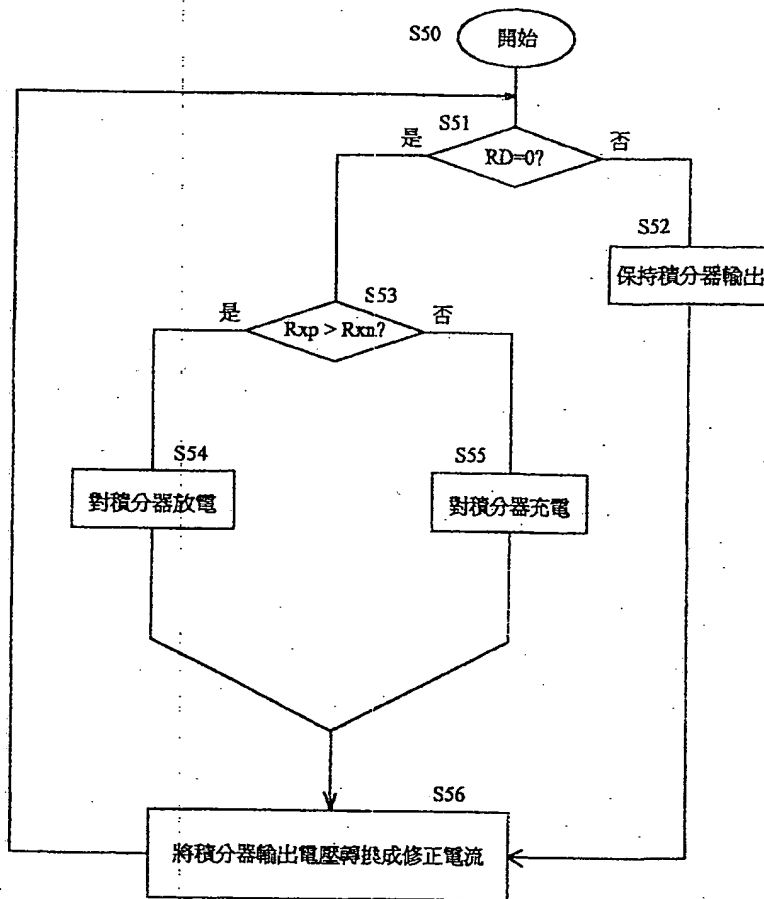 S50
開始
S51
是
RD=0?
否
S52
保持積分器輸出
S53
是
Rxp > Rxn?
否
S54
對積分器放電
S55
對積分器充電
S56
將積分器輸出電壓轉換成修正電流